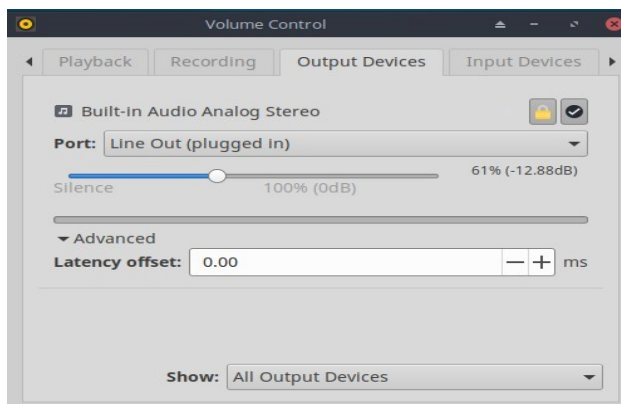 Volume Control
Playback Recording Output Devices Input Devices
Built-in Audio Analog Stereo
Port: Line Out (plugged in)
61% (-12.88dB)
Silence 100% (0dB)
Advanced
Latency offset: 0.00 ms
Show: All Output Devices